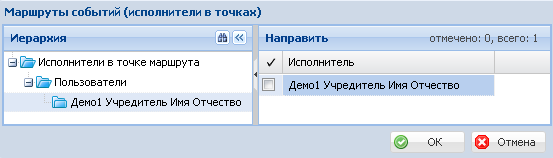 Маршруты событий (исполнители в точках)
Иерархия
Направить
отмечено: 0, всего: 1
Исполнители в точке маршрута
Пользователи
Демо1 Учредитель Имя Отчество
Исполнитель
Демо1 Учредитель Имя Отчество
ОК
Отмена